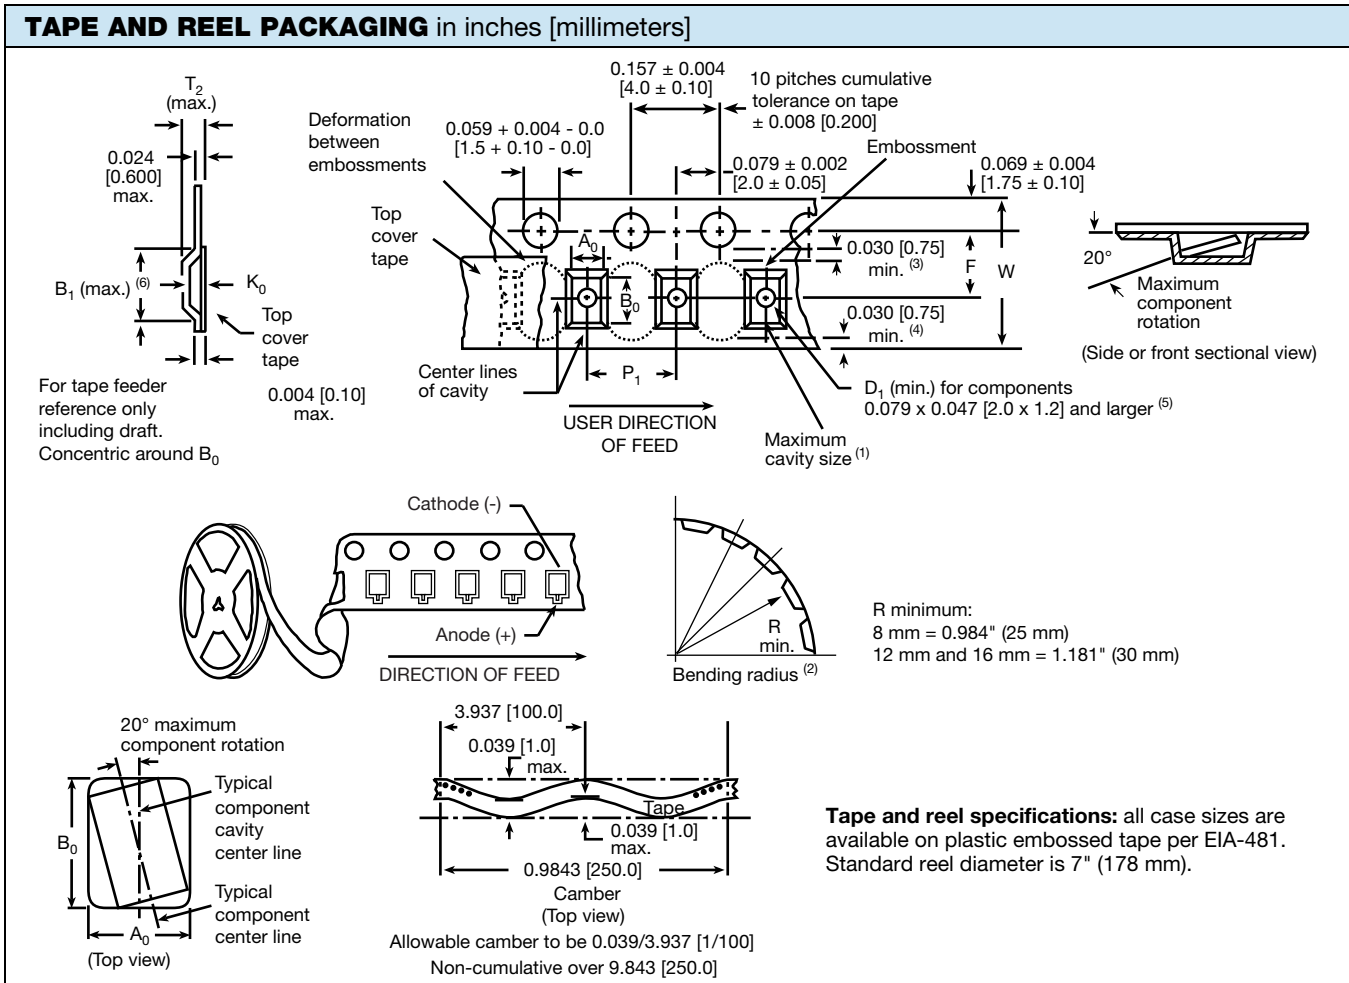 TAPE AND REEL PACKAGING in inches [millimeters]
T2
(max.)
0.024
[0.600]
max.
B1 (max.) (6)
K0
Top
cover
tape
0.004 [0.10]
max.
For tape feeder
reference only
including draft.
Concentric around B0
Deformation
between
embossments
Top
cover
tape
0.059 + 0.004 - 0.0
[1.5 + 0.10 - 0.0]
0.157 ± 0.004
[4.0 ± 0.10]
10 pitches cumulative
tolerance on tape
± 0.008 [0.200]
0.079 ± 0.002
[2.0 ± 0.05]
Embossment
0.069 ± 0.004
[1.75 ± 0.10]
A0
B0
0.030 [0.75]
min. (3)
F
W
0.030 [0.75]
min. (4)
Center lines
of cavity
P1
USER DIRECTION
OF FEED
D1 (min.) for components
0.079 x 0.047 [2.0 x 1.2] and larger (5)
Maximum
cavity size (1)
20°
Maximum
component
rotation
(Side or front sectional view)
Cathode (-)
Anode (+)
DIRECTION OF FEED
R
min.
Bending radius (2)
R minimum:
8 mm = 0.984" (25 mm)
12 mm and 16 mm = 1.181" (30 mm)
20° maximum
component rotation
Typical
component
cavity
center line
B0
Typical
component
center line
A0
(Top view)
3.937 [100.0]
0.039 [1.0]
max.
Tape
0.039 [1.0]
max.
0.9843 [250.0]
Camber
(Top view)
Allowable camber to be 0.039/3.937 [1/100]
Non-cumulative over 9.843 [250.0]
Tape and reel specifications: all case sizes are
available on plastic embossed tape per EIA-481.
Standard reel diameter is 7" (178 mm).